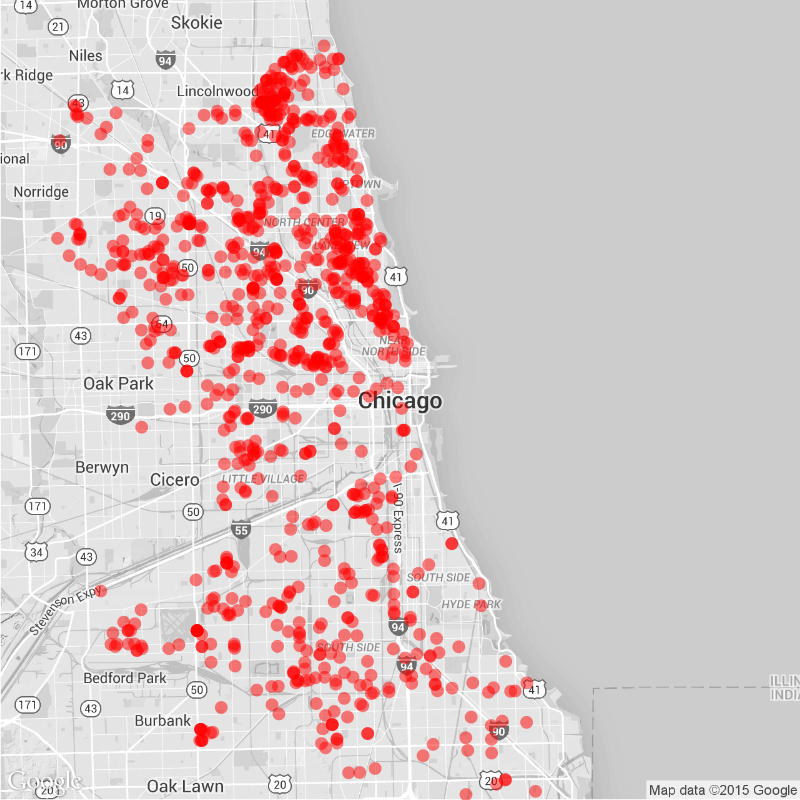 14
Morton Grove
21
Skokie
Niles
94
rk Ridge
14
Lincolnwood
43
41
90
EDGEWATER
ional
Norridge
UPTOWN
19
NORTH CENTER
LAKEVIEW
94
50
41
90
64
43
NEAR
NORTH SIDE
171
50
Oak Park
Chicago
290
290
Berwyn
Cicero
LITTLE VILLAGE
171
50
I-90 Express
41
55
34
43
SOUTH SIDE
Stevenson Expy
HYDE PARK
94
SOUTH SIDE
94
Bedford Park
ILLIN
INDIA
50
41
171
43
Burbank
90
Google
20
Oak Lawn
20
20
Map data ©2015 Google